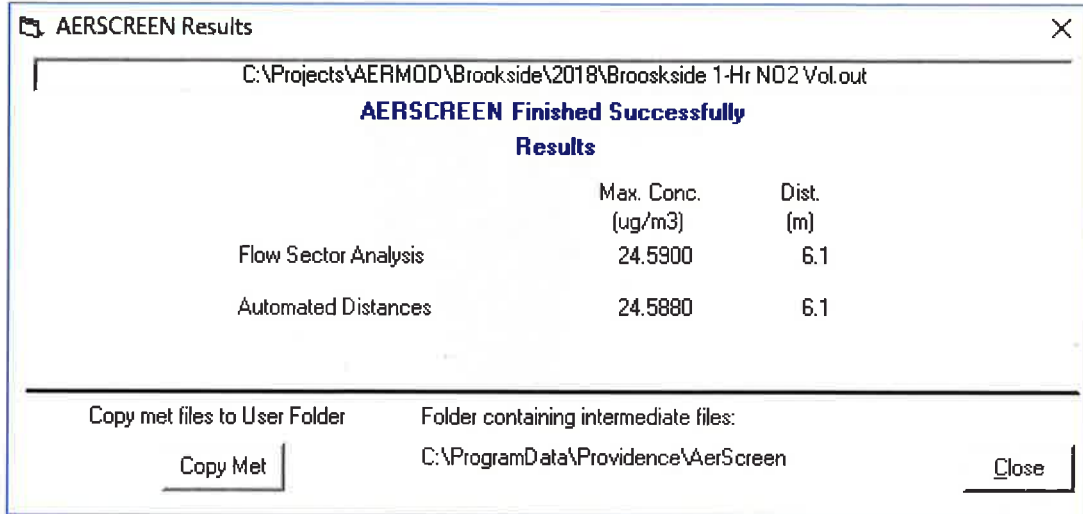 AERSCREEN Results
C:\Projects\AERMOD\Brookside\2018\Brooskside 1-Hr NO2 Vol.out
AERSCREEN Finished Successfully
Results
Max. Conc. Dist.
(ug/m3) (m)
Flow Sector Analysis 24.5900 6.1
Automated Distances 24.5880 6.1
Copy met files to User Folder Folder containing intermediate files:
Copy Met C:\ProgramData\Providence\AerScreen Close